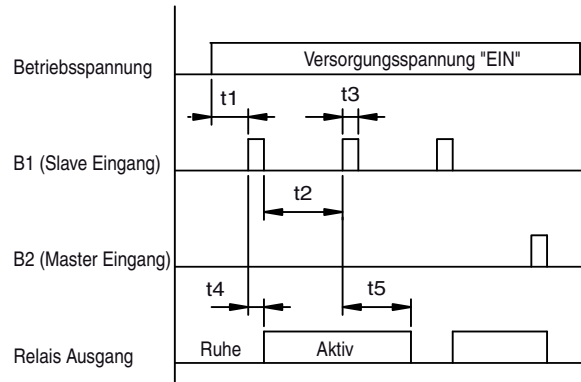 Betriebsspannung
Versorgungsspannung "EIN"
t1
t3
B1 (Slave Eingang)
t2
B2 (Master Eingang)
t4
t5
Relais Ausgang
Ruhe
Aktiv